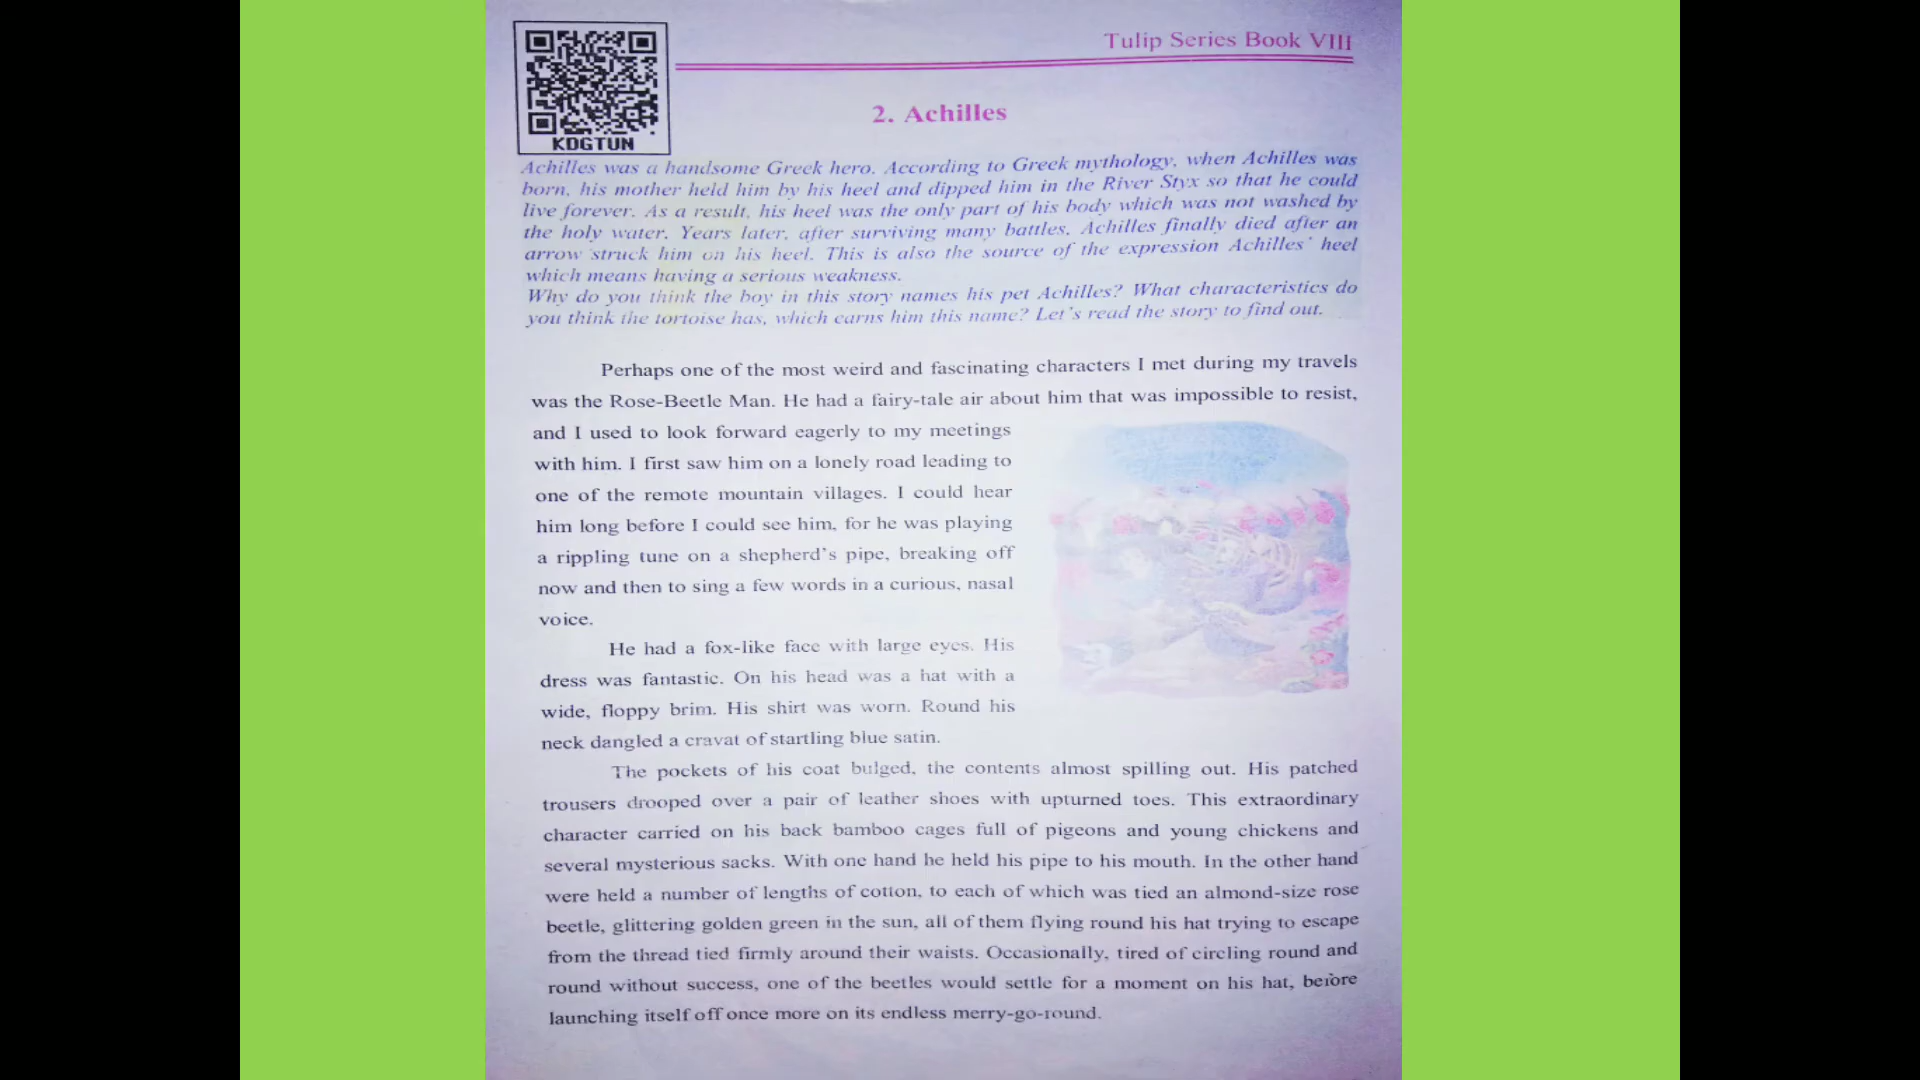 Tulip Series Book VIII
KDGTUN
2. Achilles
Achilles was a handsome Greek hero. According to Greek mythology, when Achilles was
born, his mother held him by his heel and dipped him in the River Styx so that he could
live forever. As a result, his heel was the only part of his body which was not washed by
the holy water. Years later, after surviving many battles, Achilles finally died after an
arrow struck him on his heel. This is also the source of the expression Achilles' heel
which means having a serious weakness.
Why do you think the boy in this story names his pet Achilles? What characteristics do
you think the tortoise has, which earns him this name? Let's read the story to find out.
Perhaps one of the most weird and fascinating characters I met during my travels
was the Rose-Beetle Man. He had a fairy-tale air about him that was impossible to resist,
and I used to look forward eagerly to my meetings
with him. I first saw him on a lonely road leading to
one of the remote mountain villages. I could hear
him long before I could see him, for he was playing
a rippling tune on a shepherd's pipe, breaking off
now and then to sing a few words in a curious, nasal
voice.
He had a fox-like face with large eyes. His
dress was fantastic. On his head was a hat with a
wide, floppy brim. His shirt was worn. Round his
neck dangled a cravat of startling blue satin.
The pockets of his coat bulged, the contents almost spilling out. His patched
trousers drooped over a pair of leather shoes with upturned toes. This extraordinary
character carried on his back bamboo cages full of pigeons and young chickens and
several mysterious sacks. With one hand he held his pipe to his mouth. In the other hand
were held a number of lengths of cotton, to each of which was tied an almond-size rose
beetle, glittering golden green in the sun, all of them flying round his hat trying to escape
from the thread tied firmly around their waists. Occasionally, tired of circling round and
round without success, one of the beetles would settle for a moment on his hat, before
launching itself off once more on its endless merry-go-round.